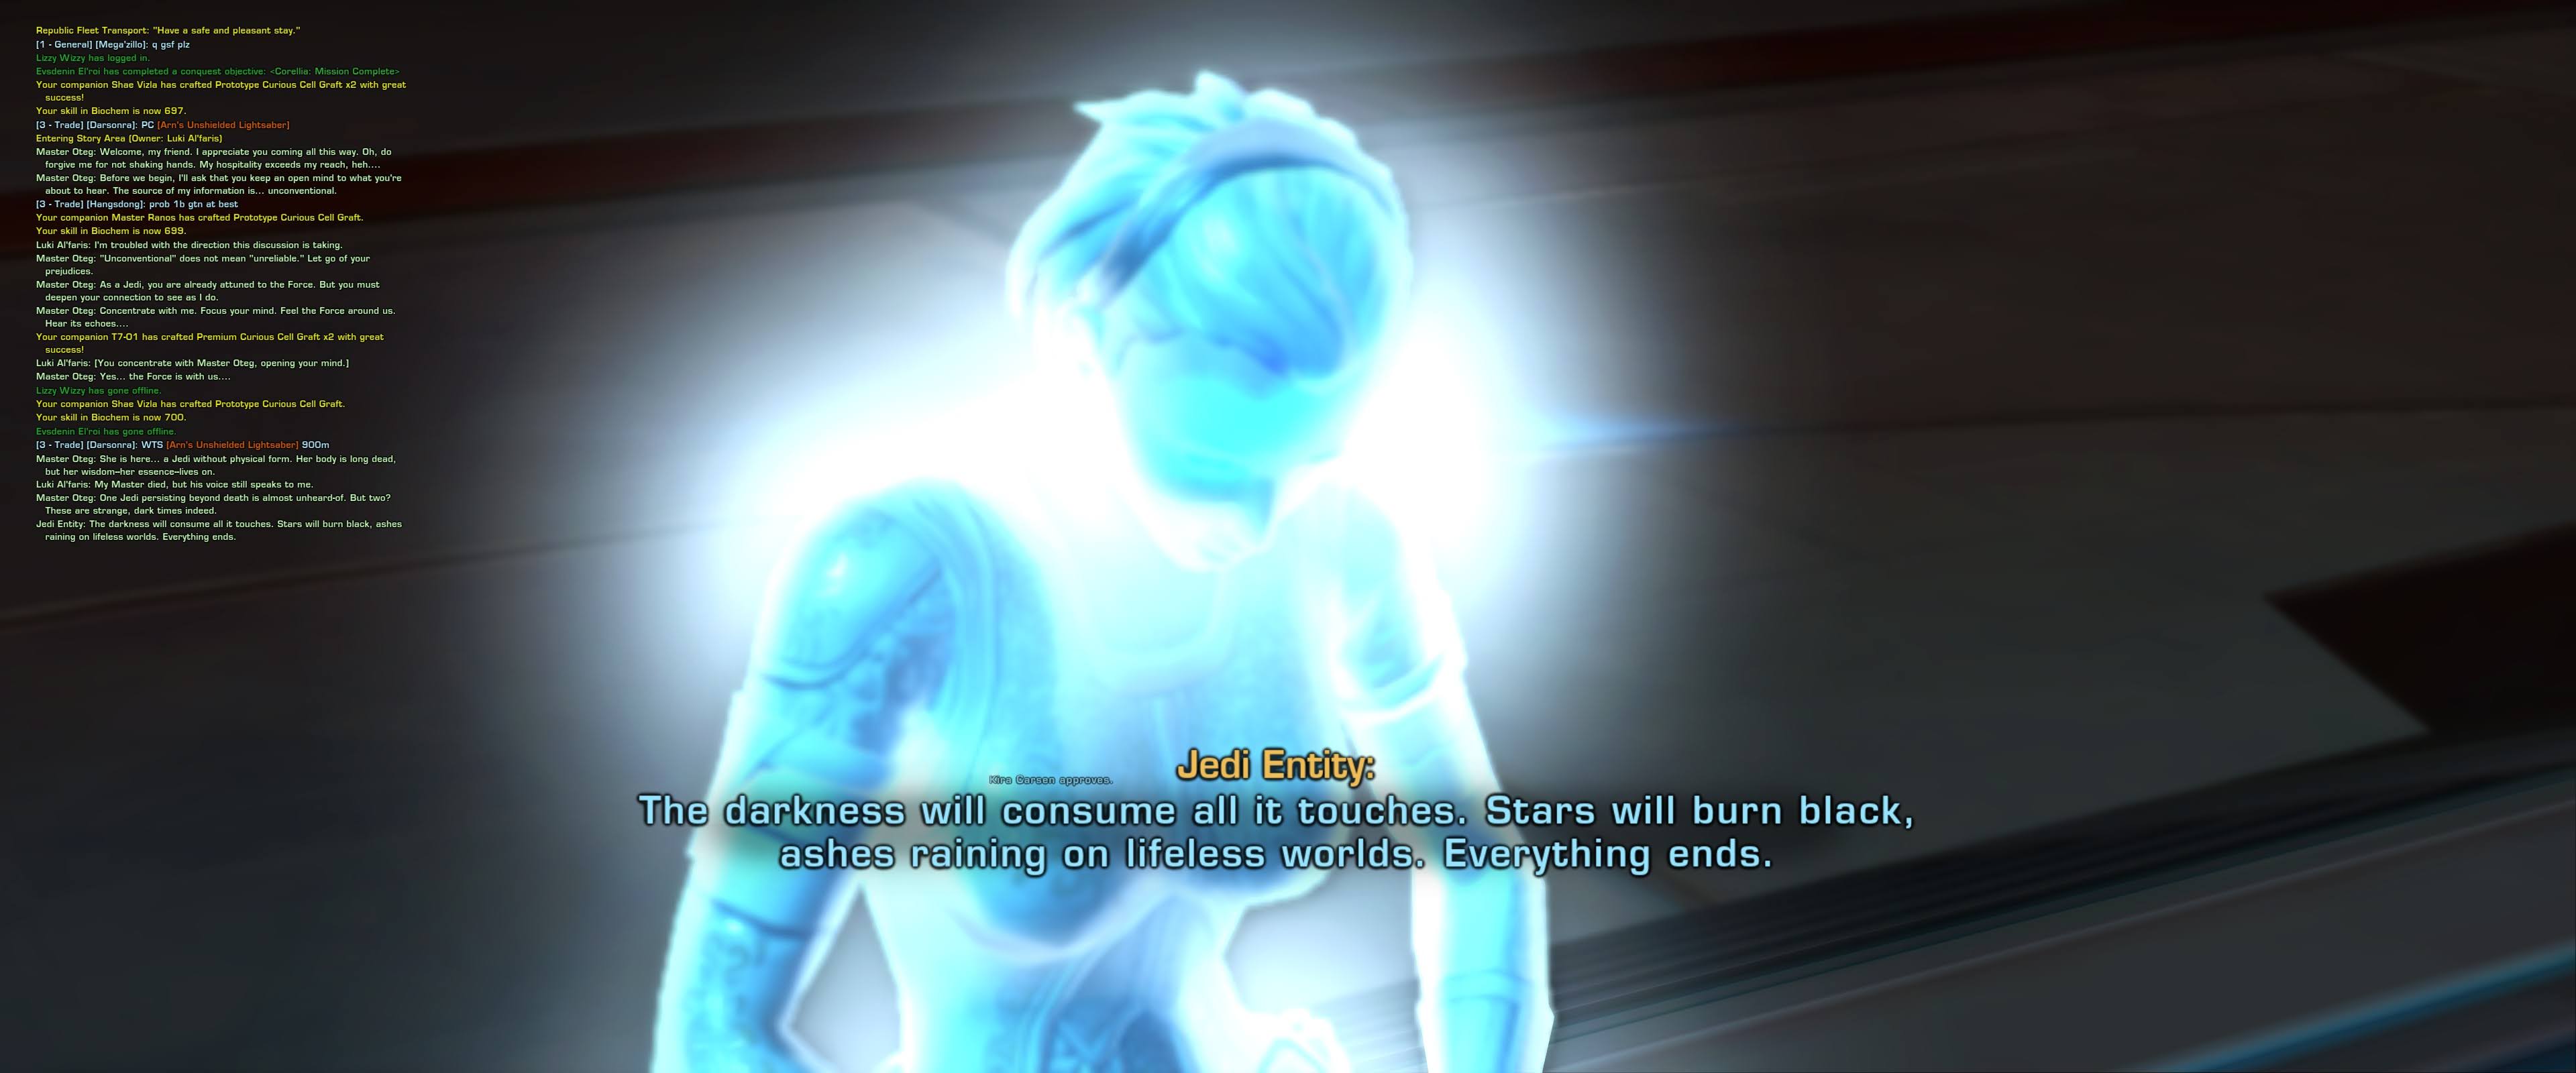 Republic Fleet Transport: "Have a safe and pleasant stay."
[1 - General] [Mega'zillo]: q gsf plz
Lizzy Wizzy has logged in.
Evsdenin El'roi has completed a conquest objective: <Corellia: Mission Complete>
Your companion Shae Vizla has crafted Prototype Curious Cell Graft x2 with great
success!
Your skill in Biochem is now 697.
[3 - Trade] [Darsonra]: PC [Arn's Unshielded Lightsaber]
Entering Story Area (Owner: Luki Al'faris)
Master Oteg: Welcome, my friend. I appreciate you coming all this way. Oh, do
forgive me for not shaking hands. My hospitality exceeds my reach, heh....
Master Oteg: Before we begin, I'll ask that you keep an open mind to what you're
about to hear. The source of my information is... unconventional.
[3 - Trade] [Hangsdong]: prob 1b gtn at best
Your companion Master Ranos has crafted Prototype Curious Cell Graft.
Your skill in Biochem is now 699.
Luki Al'faris: I'm troubled with the direction this discussion is taking.
Master Oteg: "Unconventional" does not mean "unreliable." Let go of your
prejudices.
Master Oteg: As a Jedi, you are already attuned to the Force. But you must
deepen your connection to see as I do.
Master Oteg: Concentrate with me. Focus your mind. Feel the Force around us.
Hear its echoes....
Your companion T7-O1 has crafted Premium Curious Cell Graft x2 with great
success!
Luki Al'faris: [You concentrate with Master Oteg, opening your mind.]
Master Oteg: Yes... the Force is with us....
Lizzy Wizzy has gone offline.
Your companion Shae Vizla has crafted Prototype Curious Cell Graft.
Your skill in Biochem is now 700.
Evsdenin El'roi has gone offline.
[3 - Trade] [Darsonra]: WTS [Arn's Unshielded Lightsaber] 900m
Master Oteg: She is here... a Jedi without physical form. Her body is long dead,
but her wisdom—her essence—lives on.
Luki Al'faris: My Master died, but his voice still speaks to me.
Master Oteg: One Jedi persisting beyond death is almost unheard-of. But two?
These are strange, dark times indeed.
Jedi Entity: The darkness will consume all it touches. Stars will burn black, ashes
raining on lifeless worlds. Everything ends.
Jedi Entity:
Kira Carsen approves.
The darkness will consume all it touches. Stars will burn black,
ashes raining on lifeless worlds. Everything ends.